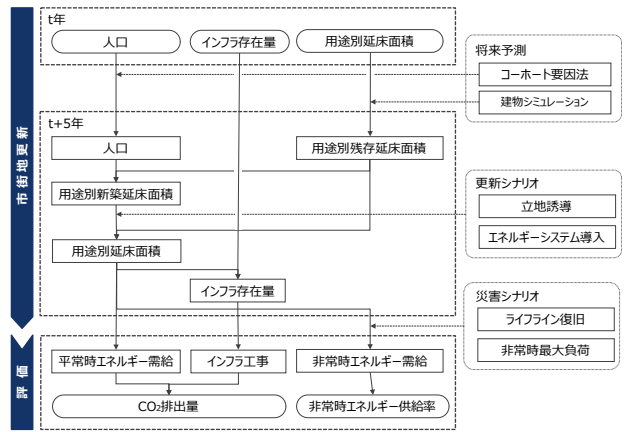 t年
人口
インフラ存在量
用途別延床面積
将来予測
コーホート要因法
建物シミュレーション
市街地更新
t+5年
人口
用途別残存延床面積
用途別新築延床面積
更新シナリオ
立地誘導
エネルギーシステム導入
用途別延床面積
インフラ存在量
災害シナリオ
ライフライン復旧
非常時最大負荷
評価
平常時エネルギー需給
インフラ工事
非常時エネルギー需給
CO₂排出量
非常時エネルギー供給率